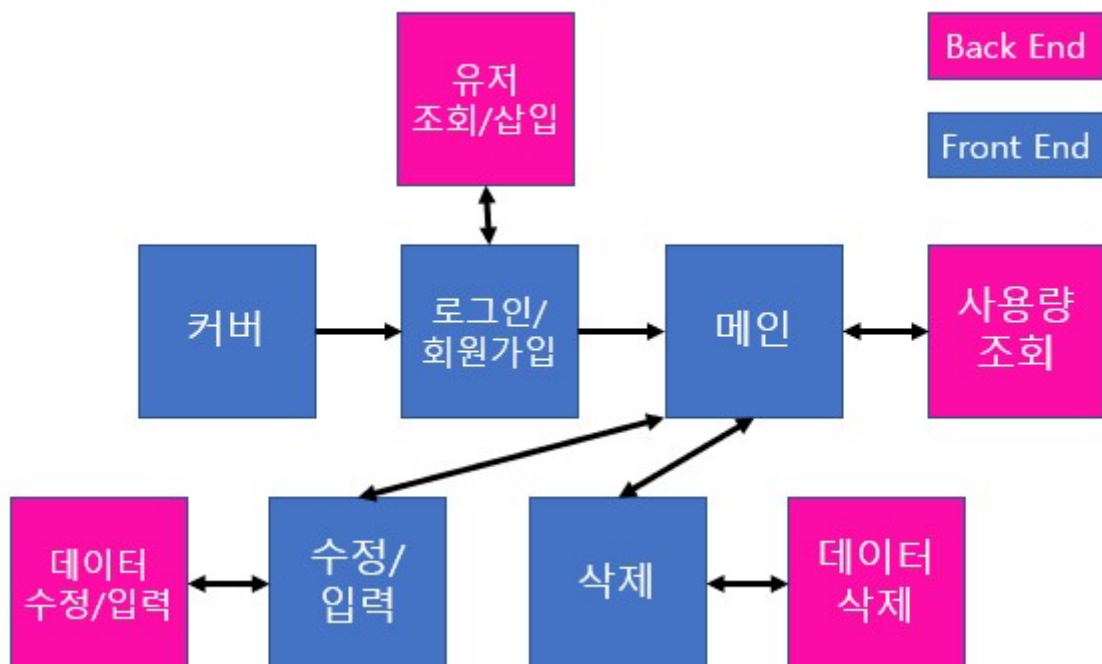 유저
조회/삽입
Back End
Front End
커버
로그인/
회원가입
메인
사용량
조회
데이터
수정/입력
수정/
입력
삭제
데이터
삭제